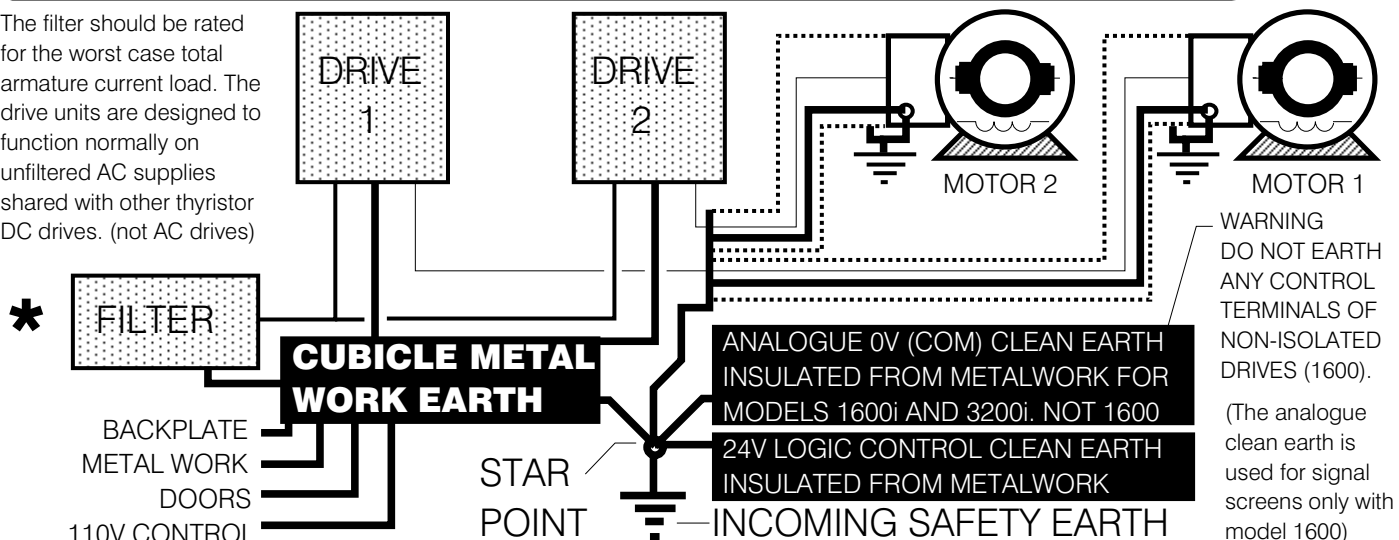 The filter should be rated
for the worst case total
armature current load. The
drive units are designed to
function normally on
unfiltered AC supplies
shared with other thyristor
DC drives. (not AC drives)
DRIVE
1
DRIVE
2
MOTOR 2
MOTOR 1
WARNING
DO NOT EARTH
ANY CONTROL
TERMINALS OF
NON-ISOLATED
DRIVES (1600).
(The analogue
clean earth is
used for signal
screens only with
model 1600)
*
FILTER
CUBICLE METAL
WORK EARTH
BACKPLATE
METAL WORK
DOORS
110V CONTROL
STAR
POINT
ANALOGUE 0V (COM) CLEAN EARTH
INSULATED FROM METALWORK FOR
MODELS 1600i AND 3200i. NOT 1600
24V LOGIC CONTROL CLEAN EARTH
INSULATED FROM METALWORK
INCOMING SAFETY EARTH